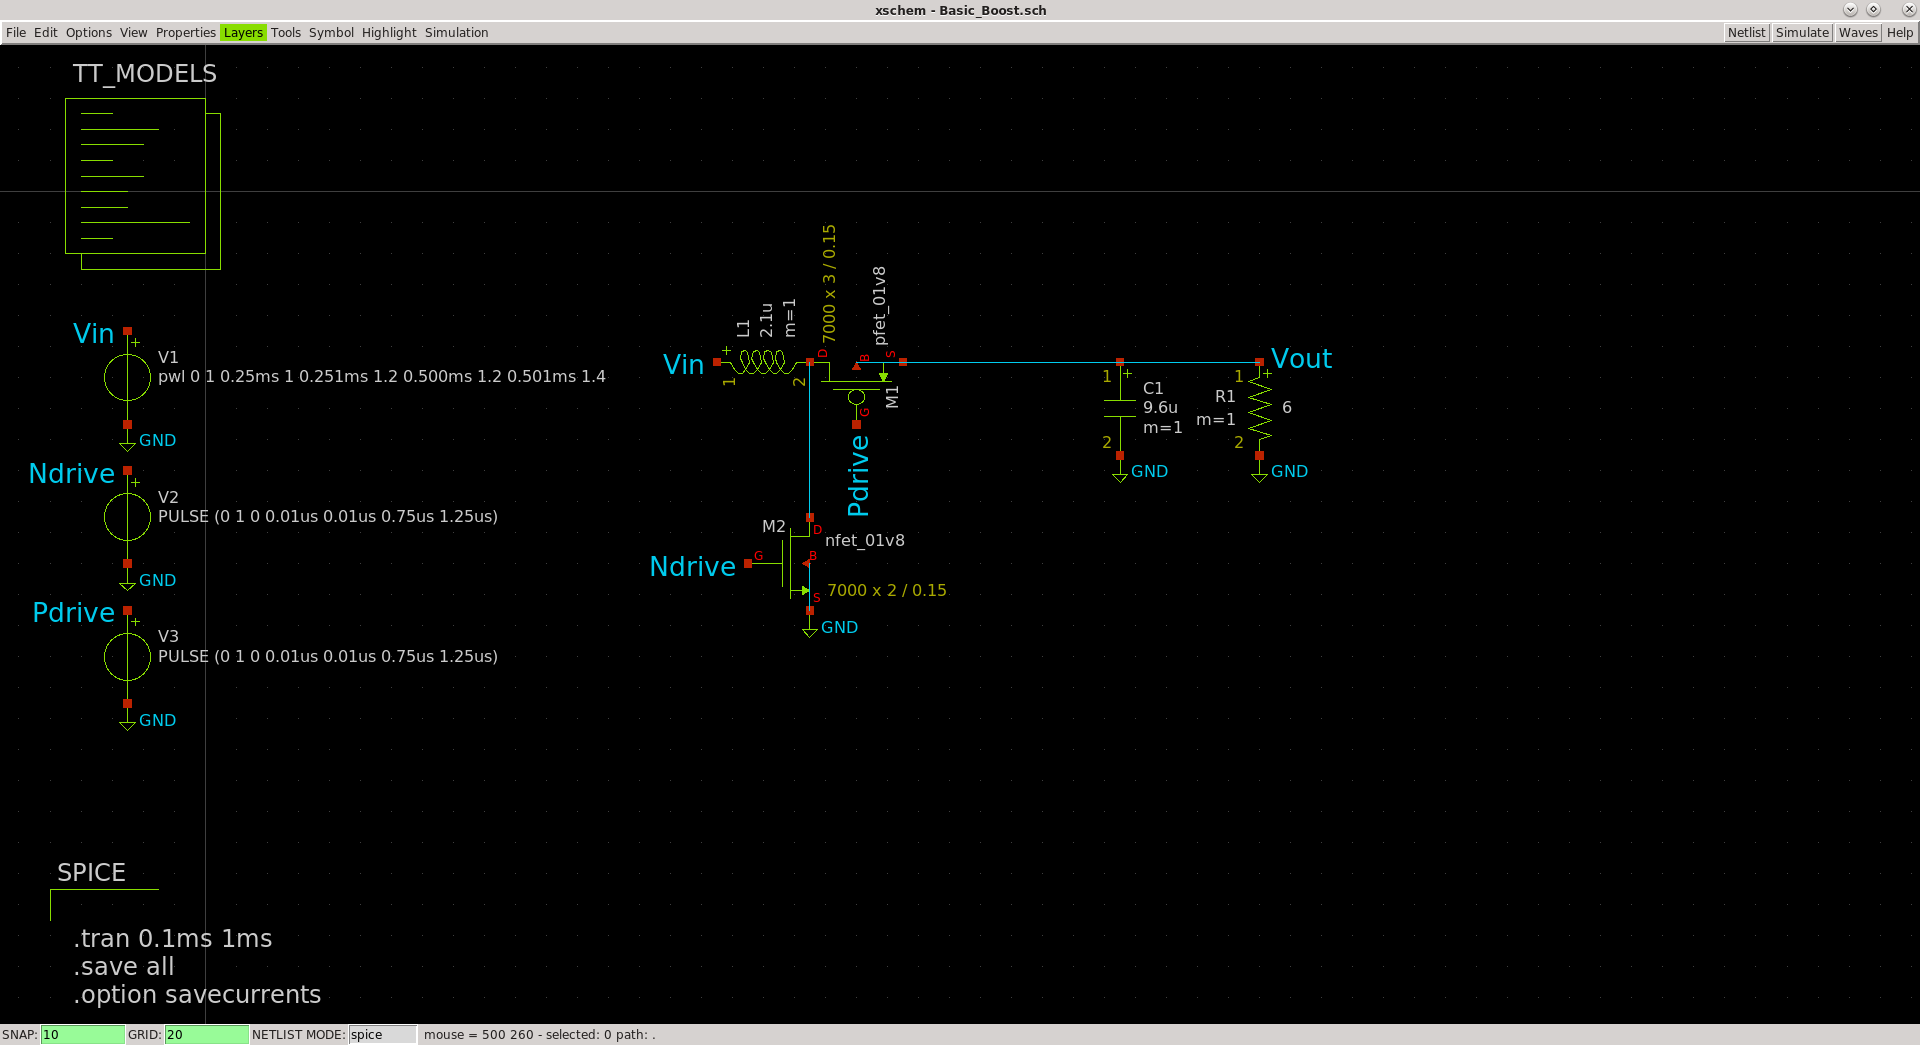 xschem - Basic_Boost.sch
File Edit Options View Properties Layers Tools Symbol Highlight Simulation Netlist Simulate Waves Help
TT_MODELS
Vin
+
V1
pwl 0 1 0.25ms 1 0.251ms 1.2 0.500ms 1.2 0.501ms 1.4
GND
Ndrive
+
V2
PULSE (0 1 0 0.01us 0.01us 0.75us 1.25us)
GND
Pdrive
+
V3
PULSE (0 1 0 0.01us 0.01us 0.75us 1.25us)
GND
Vin
+
1
L1
2.1u
m=1
2
7000 x 3 / 0.15
pfet_01v8
D
B
S
M1
G
Pdrive
M2
D
nfet_01v8
Ndrive
G
B
7000 x 2 / 0.15
S
GND
1
+
C1
9.6u
m=1
2
GND
Vout
1
+
R1
6
m=1
2
GND
SPICE
.tran 0.1ms 1ms
.save all
.option savecurrents
SNAP: 10 GRID: 20 NETLIST MODE: spice mouse = 500 260 - selected: 0 path: .